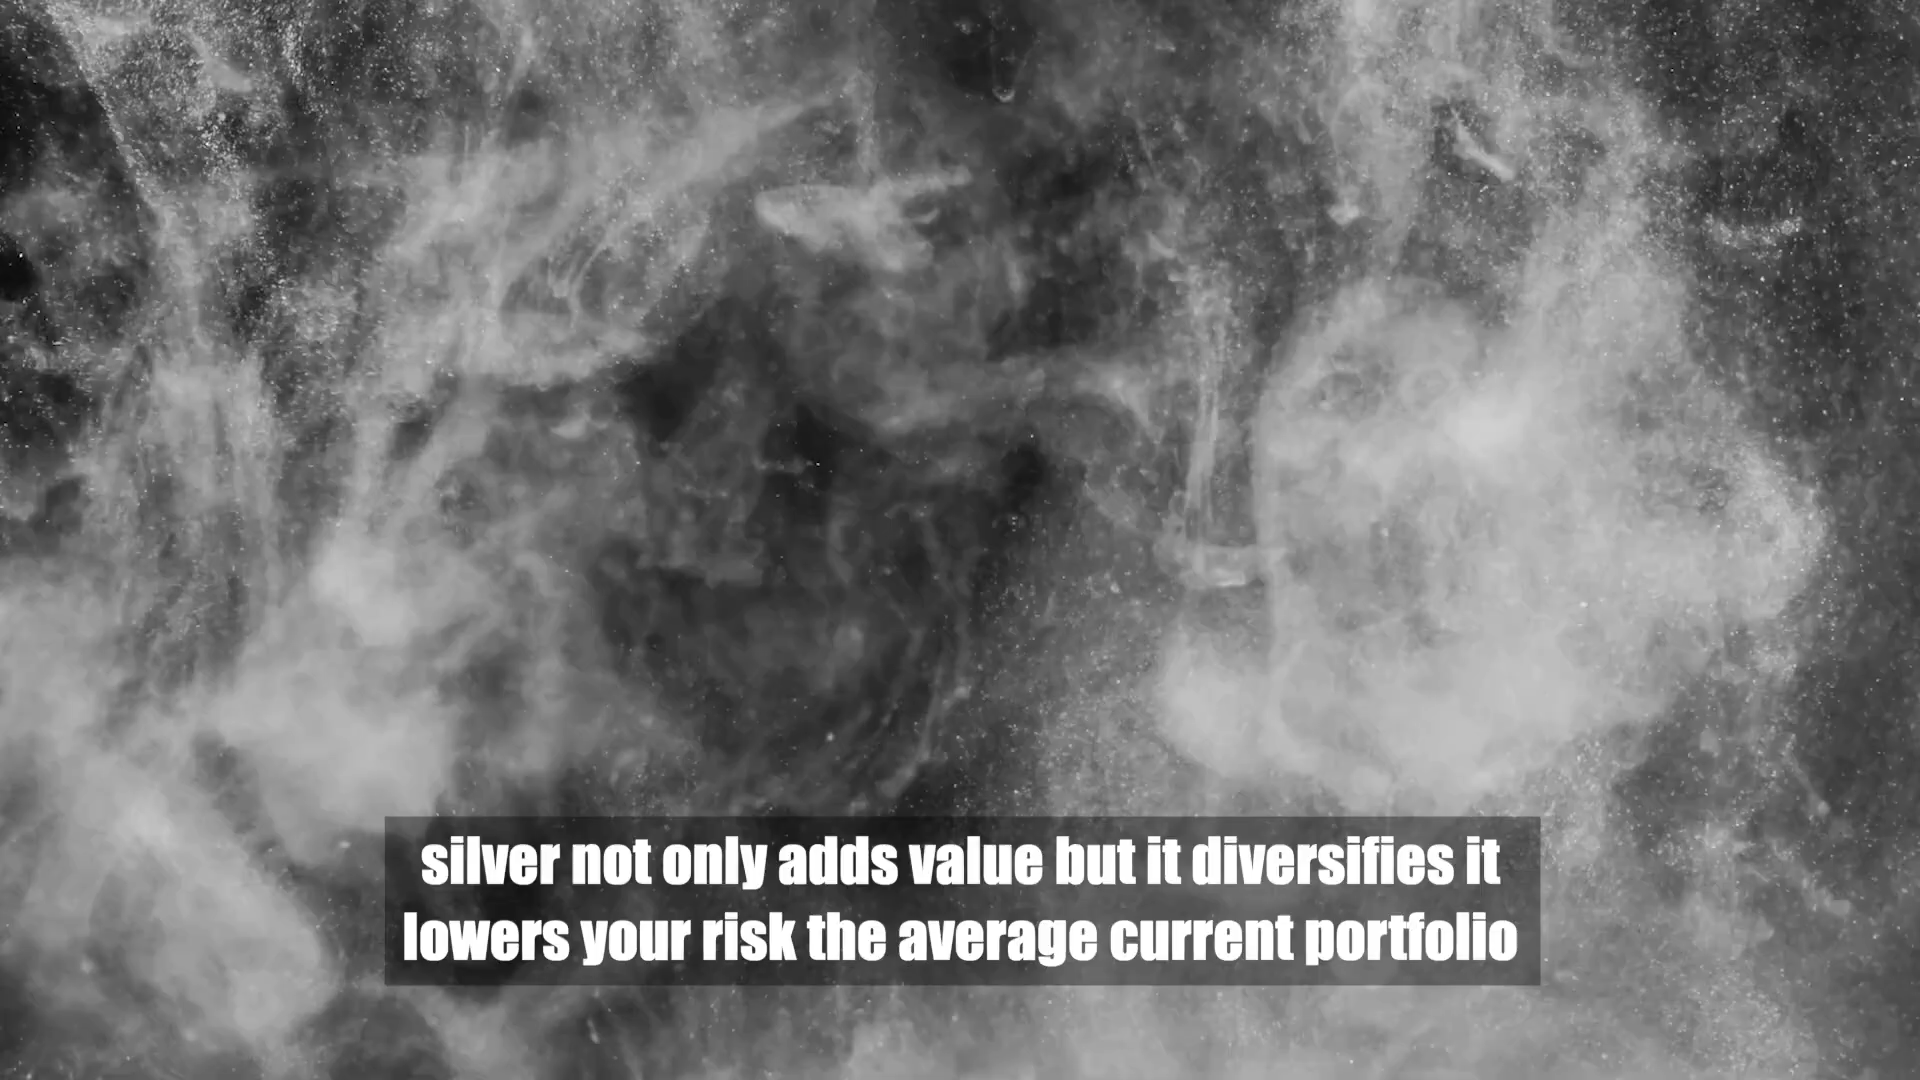 silver not only adds value but it diversifies it
lowers your risk the average current portfolio